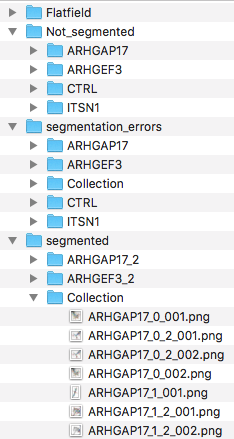 Flatfield
Not_segmented
ARHGAP17
ARHGEF3
CTRL
ITSN1
segmentation_errors
ARHGAP17
ARHGEF3
Collection
CTRL
ITSN1
segmented
ARHGAP17_2
ARHGEF3_2
Collection
ARHGAP17_0_001.png
ARHGAP17_0_2_001.png
ARHGAP17_0_2_002.png
ARHGAP17_0_002.png
ARHGAP17_1_001.png
ARHGAP17_1_2_001.png
ARHGAP17_1_2_002.png